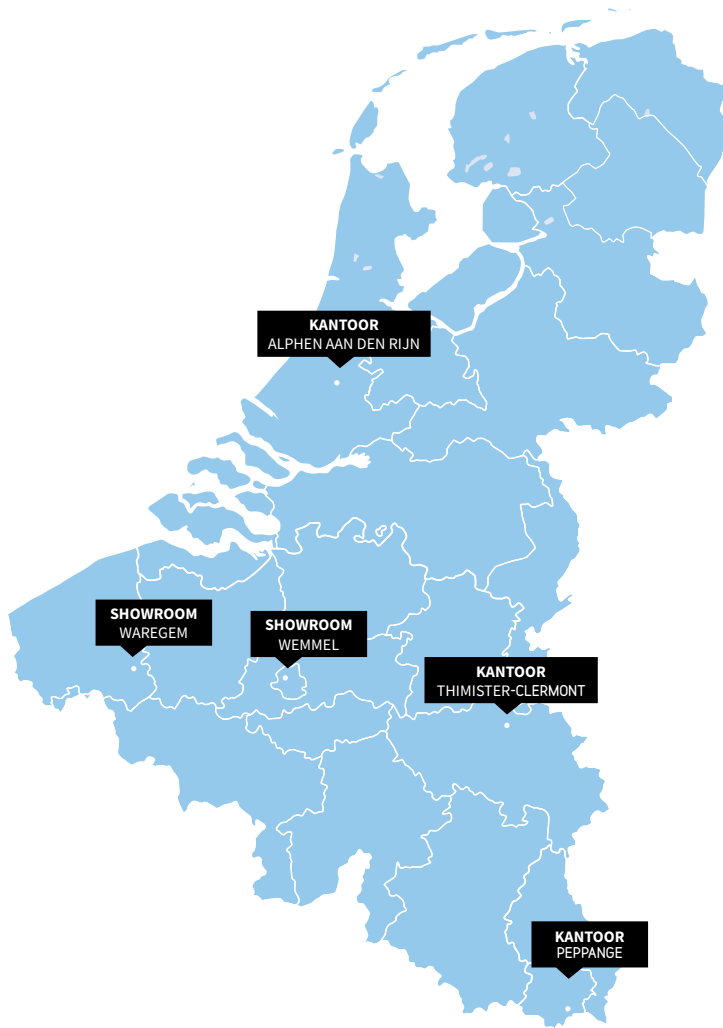 KANTOOR
ALPHEN AAN DEN RIJN
SHOWROOM
WAREGEM
SHOWROOM
WEMMEL
KANTOOR
THIMISTER-CLERMONT
KANTOOR
PEPPANGE